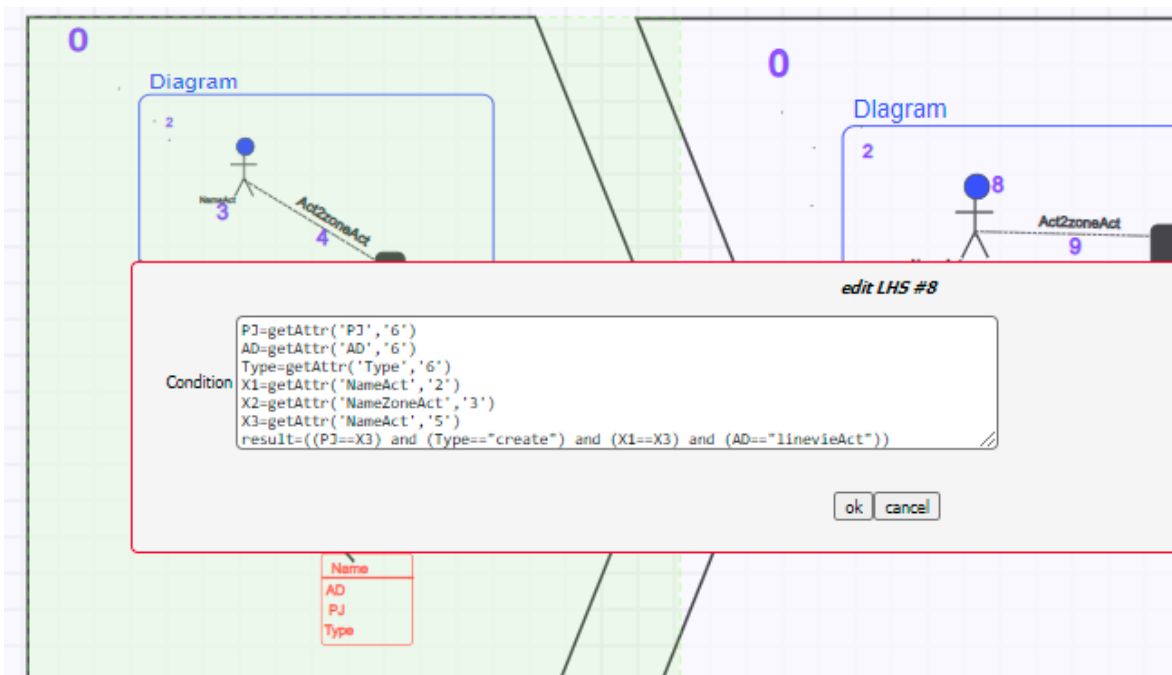 0
0
Diagram
DIagram
2
2
8
NameAct
3
Act2zoneAct
4
Act2zoneAct
9
edit LHS #8
Condition
PJ=getAttr('PJ','6')
AD=getAttr('AD','6')
Type=getAttr('Type','6')
X1=getAttr('NameAct','2')
X2=getAttr('NameZoneAct','3')
X3=getAttr('NameAct','5')
result=((PJ==X3) and (Type=="create") and (X1==X3) and (AD=="linevieAct"))
ok cancel
Name
AD
PJ
Type